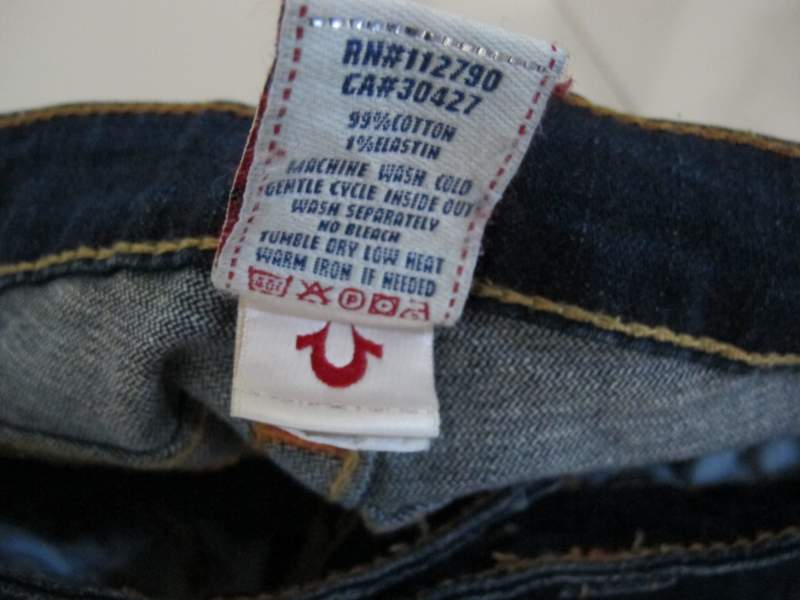 RN#112790
CA#30427
99%COTTON
1%ELASTIN
MACHINE WASH COLD
GENTLE CYCLE INSIDE OUT
WASH SEPARATELY
NO BLEACH
TUMBLE DRY LOW HEAT
WARM IRON IF NEEDED
40f P